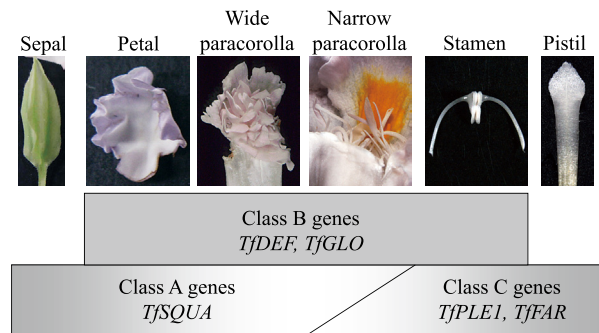 Sepal
Petal
Wide
paracorolla
Narrow
paracorolla
Stamen
Pistil
Class B genes
TfDEF, TfGLO
Class A genes
TfSQUA
Class C genes
TfPLE1, TfFAR